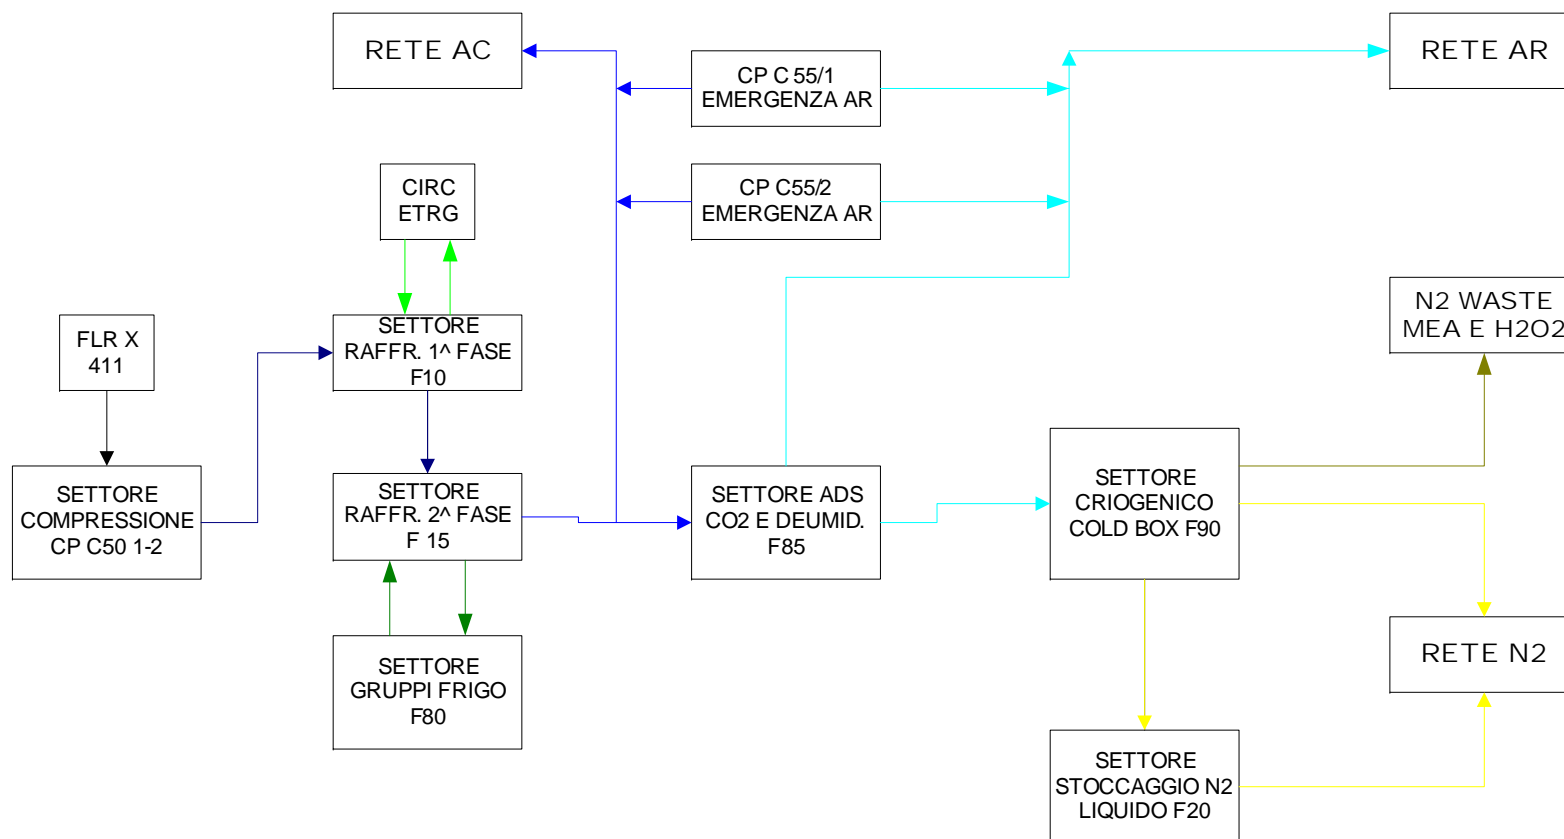 RETE AC
CP C 55/1
EMERGENZA AR
RETE AR
CIRC
ETRG
CP C55/2
EMERGENZA AR
N2 WASTE
MEA E H2O2
FLR X
411
SETTORE
RAFFR. 1^ FASE
F10
SETTORE
COMPRESSIONE
CP C50 1-2
SETTORE
RAFFR. 2^ FASE
F 15
SETTORE ADS
CO2 E DEUMID.
F85
SETTORE
CRIOGENICO
COLD BOX F90
SETTORE
GRUPPI FRIGO
F80
RETE N2
SETTORE
STOCCAGGIO N2
LIQUIDO F20